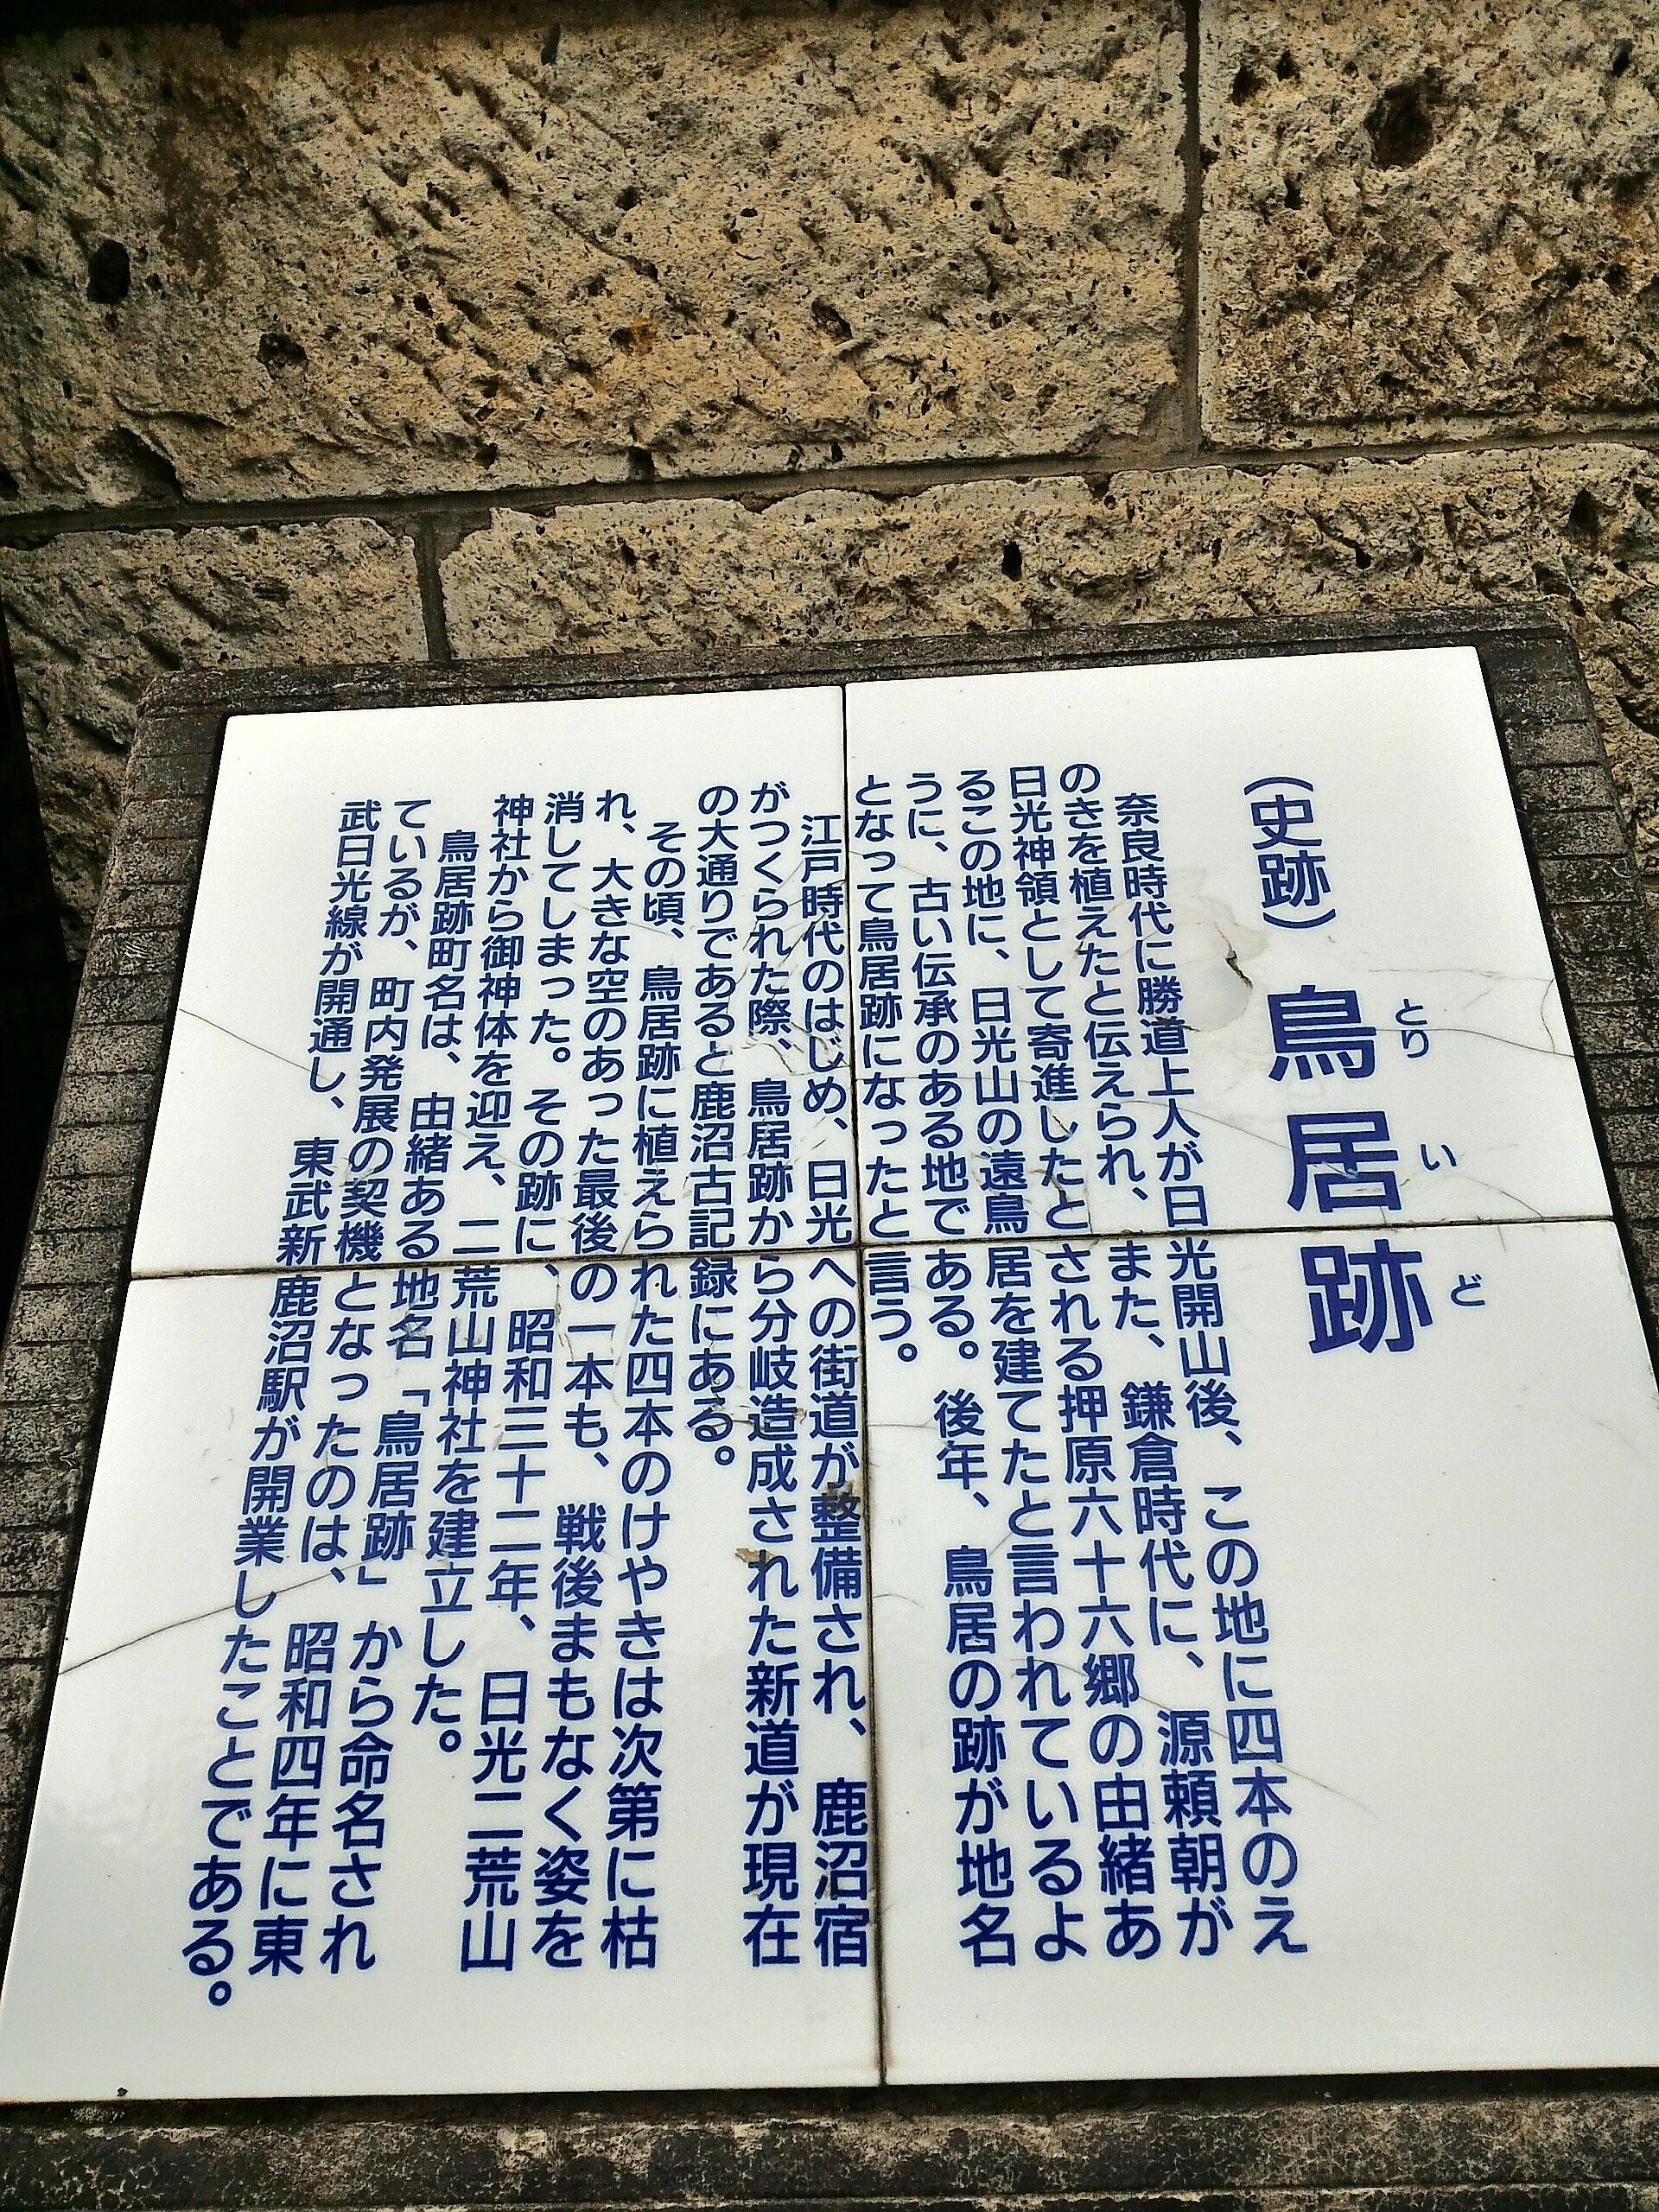 （史跡）鳥居跡
とりいど
奈良時代に勝道上人が日光開山後、この地に四本のえ
のきを植えたと伝えられ、また、鎌倉時代に、源頼朝が
日光神領として寄進したとされる押原六十六郷の由緒あ
るこの地に、日光山の遠鳥居を建てたと言われているよ
うに、古い伝承のある地である。後年、鳥居の跡が地名
となって鳥居跡になったと言う。
江戸時代のはじめ、日光への街道が整備され、鹿沼宿
がつくられた際、鳥居跡から分岐造成された新道が現在
の大通りであると鹿沼古記録にある。
その頃、鳥居跡に植えられた四本のけやきは次第に枯
れ、大きな空のあった最後の一本も、戦後まもなく姿を
消してしまった。その跡に、昭和三十二年、日光二荒山
神社から御神体を迎え、二荒山神社を建立した。
鳥居跡町名は、由緒ある地名「鳥居跡」から命名され
ているが、町内発展の契機となったのは、昭和四年に東
武日光線が開通し、東武新鹿沼駅が開業したことである。